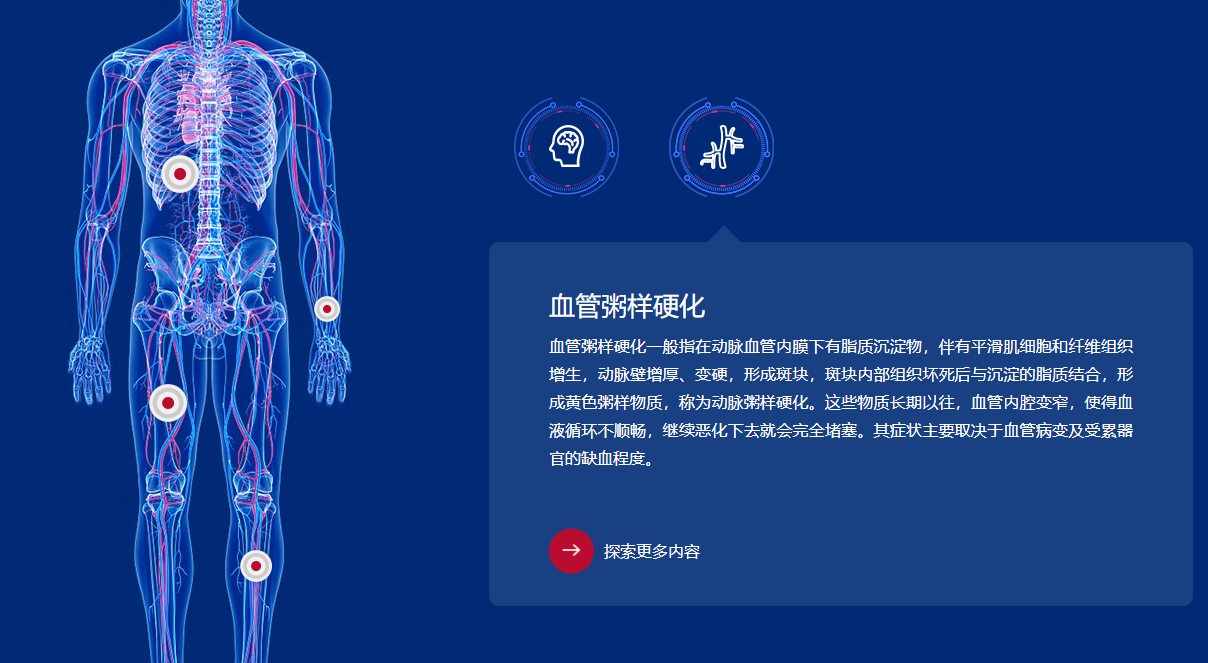 血管粥样硬化
血管粥样硬化一般指在动脉血管内膜下有脂质沉淀物，伴有平滑肌细胞和纤维组织
增生，动脉壁增厚、变硬，形成斑块，斑块内部组织坏死后与沉淀的脂质结合，形
成黄色粥样物质，称为动脉粥样硬化。这些物质长期以往，血管内腔变窄，使得血
液循环不顺畅，继续恶化下去就会完全堵塞。其症状主要取决于血管病变及受累器
官的缺血程度。
探索更多内容